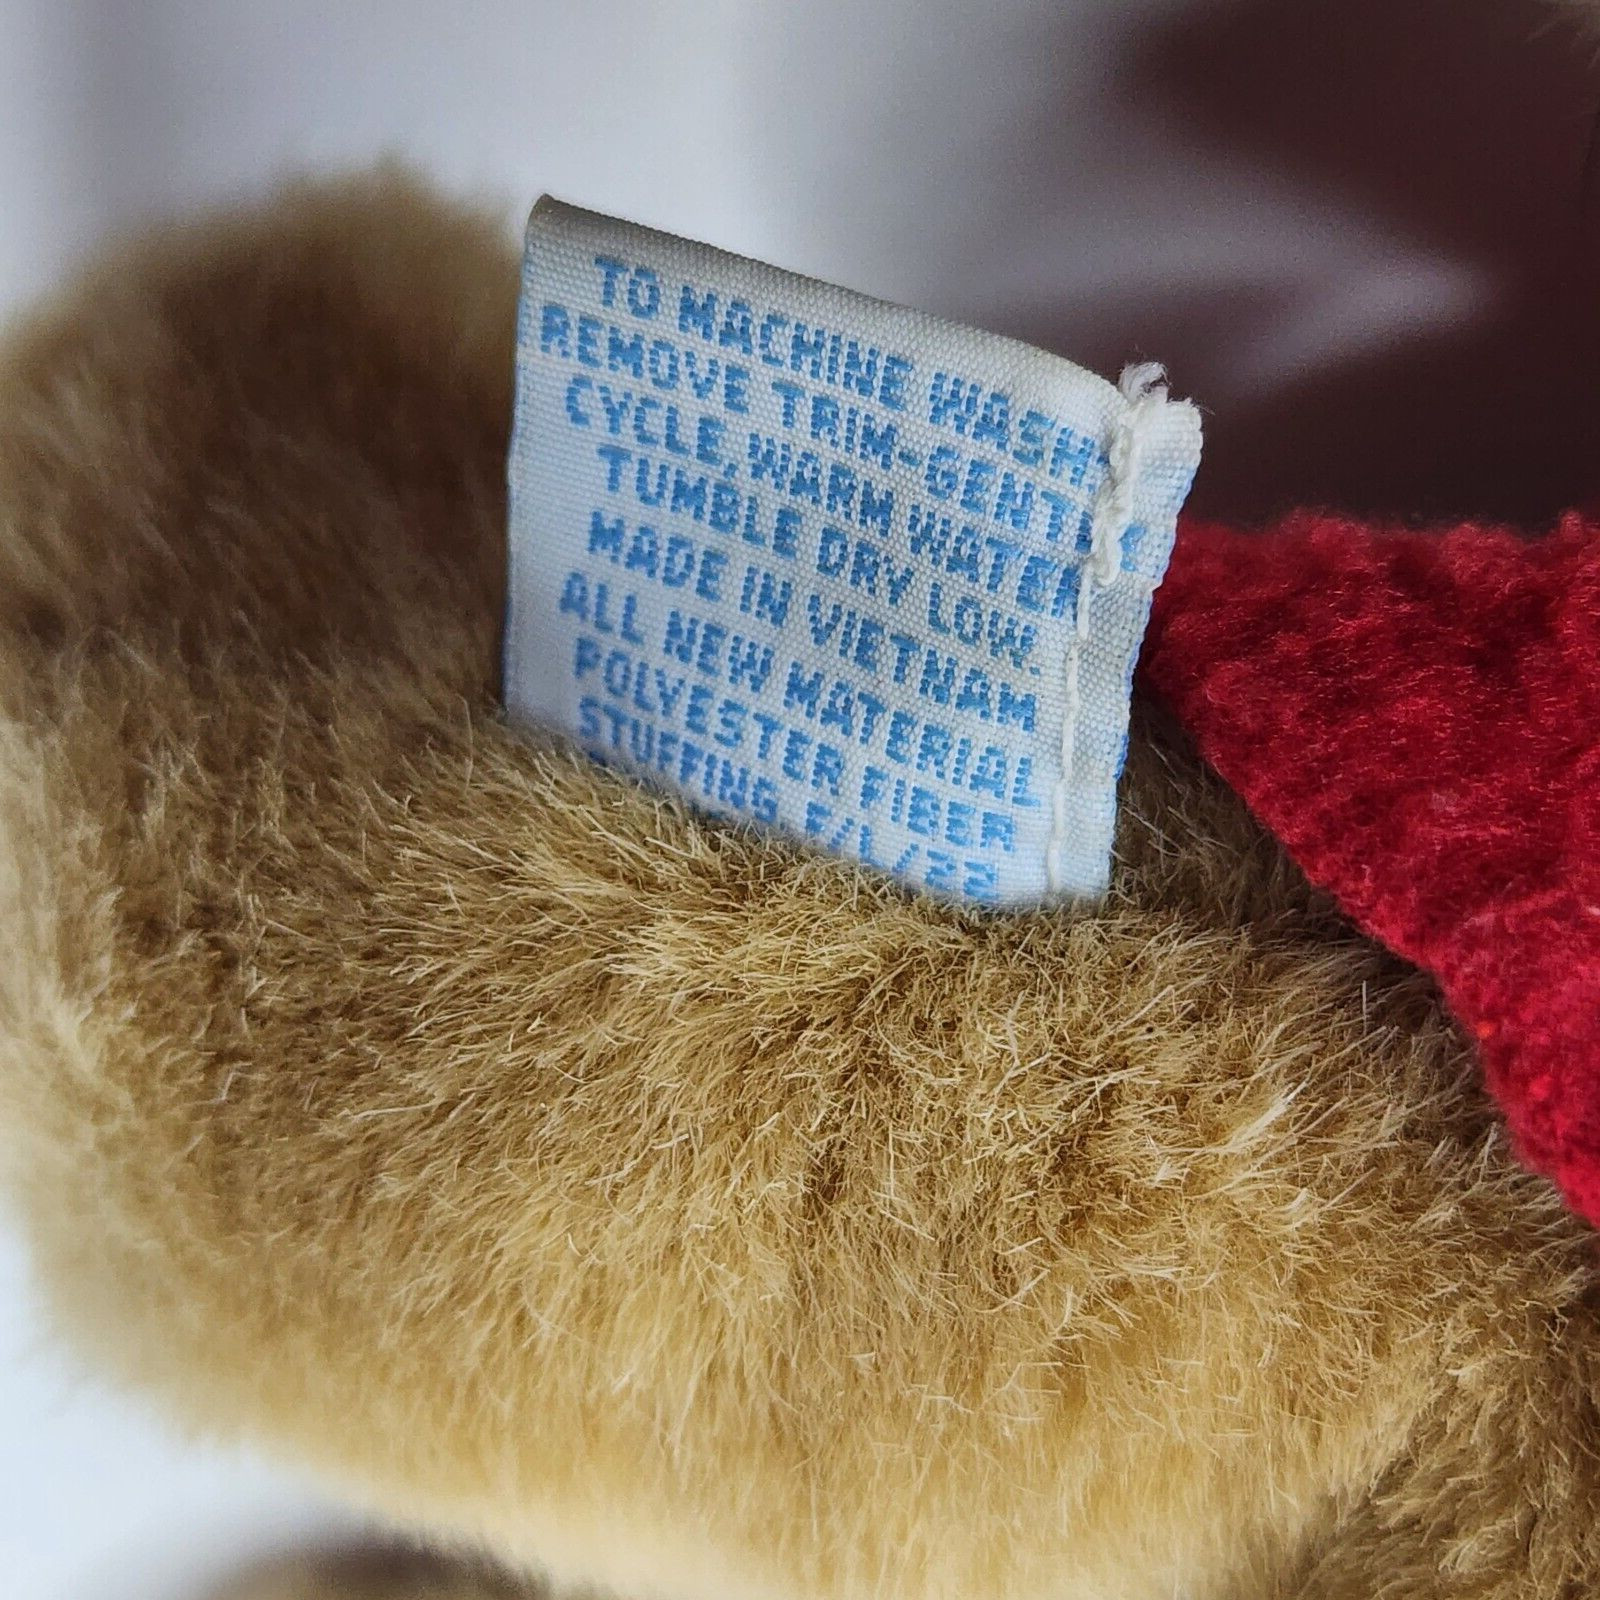 TO MACHINE WASH
REMOVE TRIM-GENTLE
CYCLE, WARM WATER
TUMBLE DRY LOW.
MADE IN VIETNAM
ALL NEW MATERIAL
POLYESTER FIBER
STUFFING